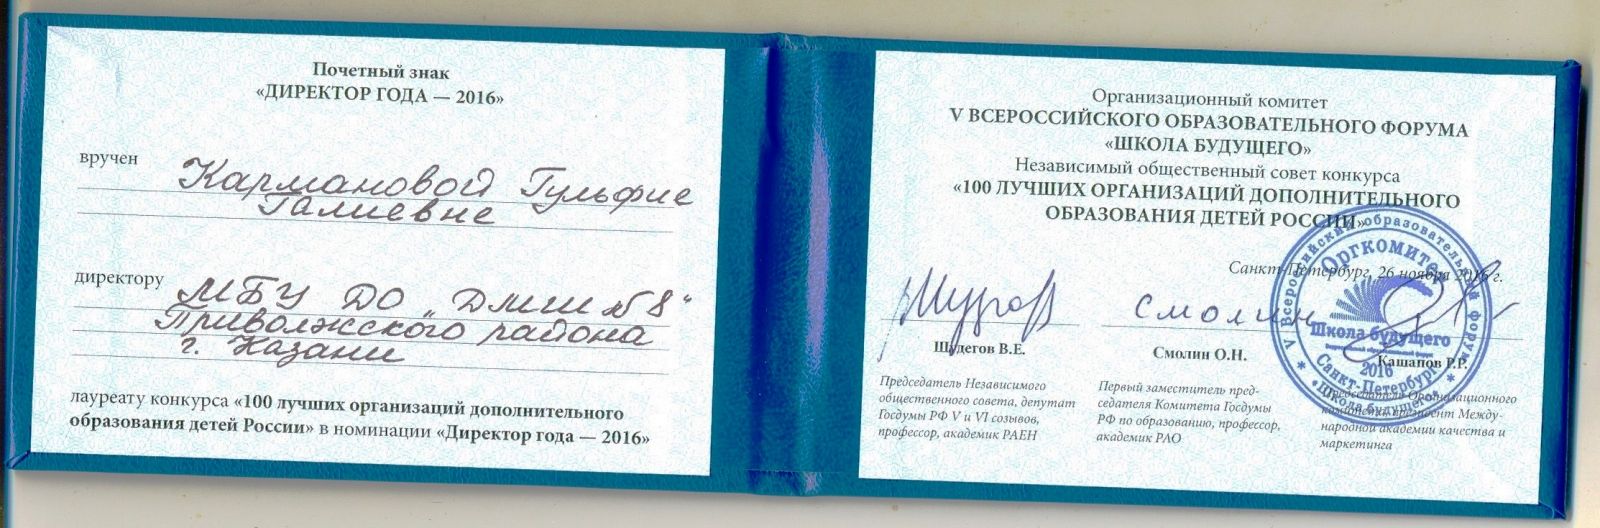 Почетный знак
«ДИРЕКТОР ГОДА — 2016»
вручен
Кармановой Гульфие
Галиевне
директору
МБУ ДО „ДМШ №8"
Приволжского района
г. Казани
лауреату конкурса «100 лучших организаций дополнительного
образования детей России» в номинации «Директор года — 2016»
Организационный комитет
V ВСЕРОССИЙСКОГО ОБРАЗОВАТЕЛЬНОГО ФОРУМА
«ШКОЛА БУДУЩЕГО»
Независимый общественный совет конкурса
«100 ЛУЧШИХ ОРГАНИЗАЦИЙ ДОПОЛНИТЕЛЬНОГО
ОБРАЗОВАНИЯ ДЕТЕЙ РОССИИ»
Санкт-Петербург, 26 ноября 2016 г.
Смолин
Шудегов В.Е.
Председатель Независимого
общественного совета, депутат
Госдумы РФ V и VI созывов,
профессор, академик РАЕН
Смолин О.Н.
Первый заместитель пред-
седателя Комитета Госдумы
РФ по образованию, профессор,
академик РАО
Кашапов Р.Р.
Председатель Организационного
комитета, президент Между-
народной академии качества и
маркетинга
V Всероссийский образовательный форум
Оргкомитет
Школа будущего
2016
Санкт-Петербург
«Школа будущего»